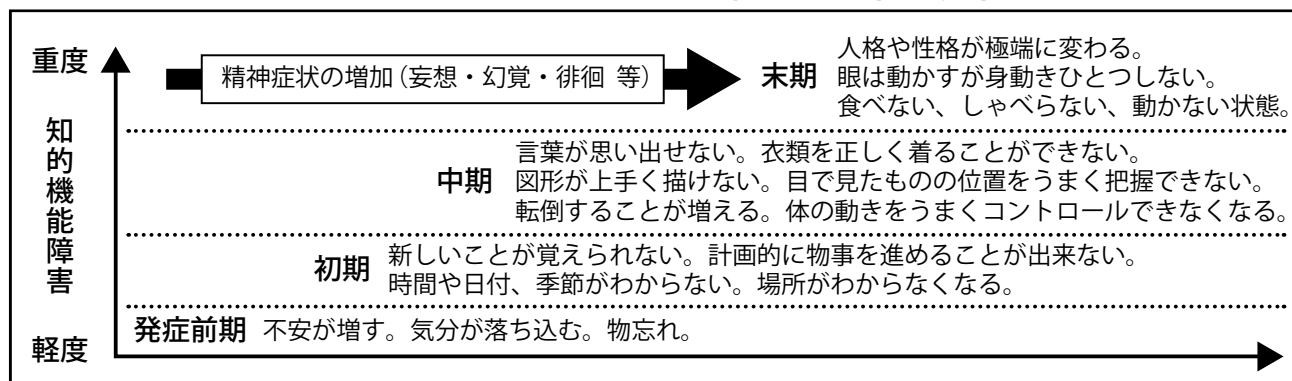 重度
知的機能障害
軽度
精神症状の増加(妄想・幻覚・徘徊 等)
末期
人格や性格が極端に変わる。
眼は動かすが身動きひとつしない。
食べない、しゃべらない、動かない状態。
中期
言葉が思い出せない。衣類を正しく着ることができない。
図形が上手く描けない。目で見たものの位置をうまく把握できない。
転倒することが増える。体の動きをうまくコントロールできなくなる。
初期
新しいことが覚えられない。計画的に物事を進めることが出来ない。
時間や日付、季節がわからない。場所がわからなくなる。
発症前期 不安が増す。気分が落ち込む。物忘れ。